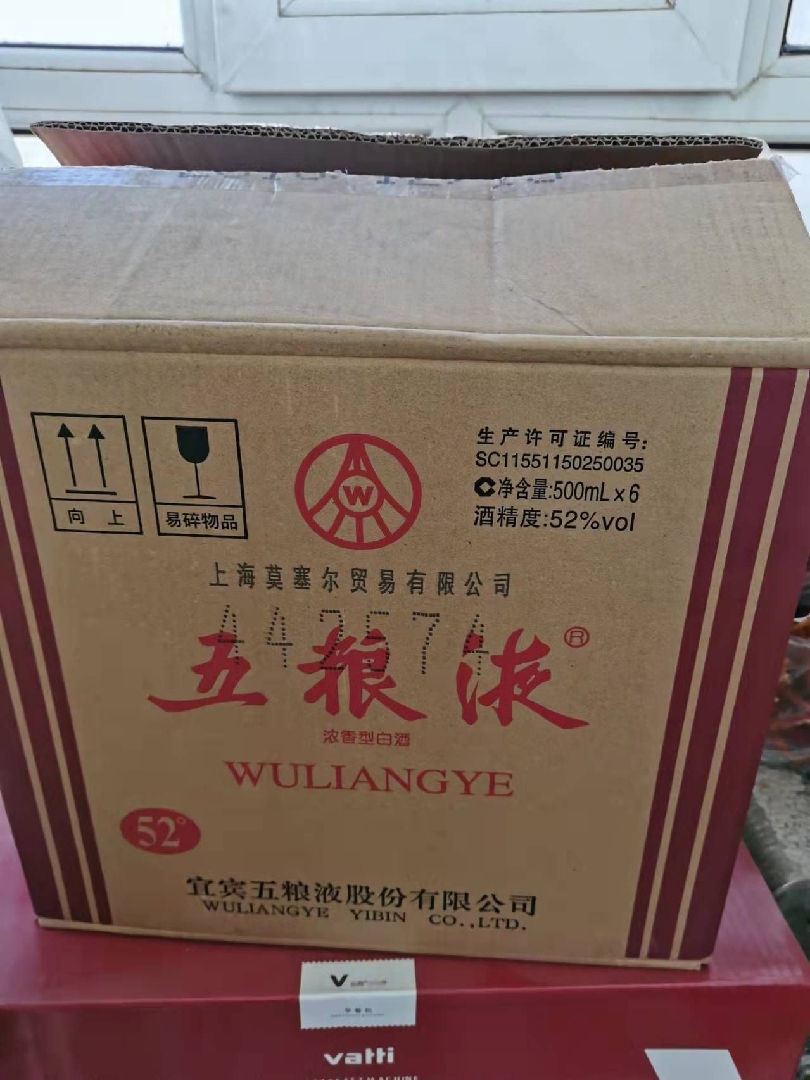 向 上
易碎物品
W
生产许可证编号:
SC11551150250035
净含量:500mL x 6
酒精度:52%vol
上海莫塞尔贸易有限公司
442574
五粮液®
浓香型白酒
WULIANGYE
52°
宜宾五粮液股份有限公司
WULIANGYE YIBIN CO.,LTD.
V
vatti